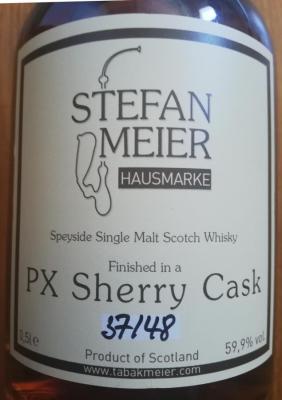 STEFAN
MEIER
HAUSMARKE
Speyside Single Malt Scotch Whisky
Finished in a
PX Sherry Cask
37/48
0,5l e 59,9% vol
Product of Scotland
www.tabakmeier.com